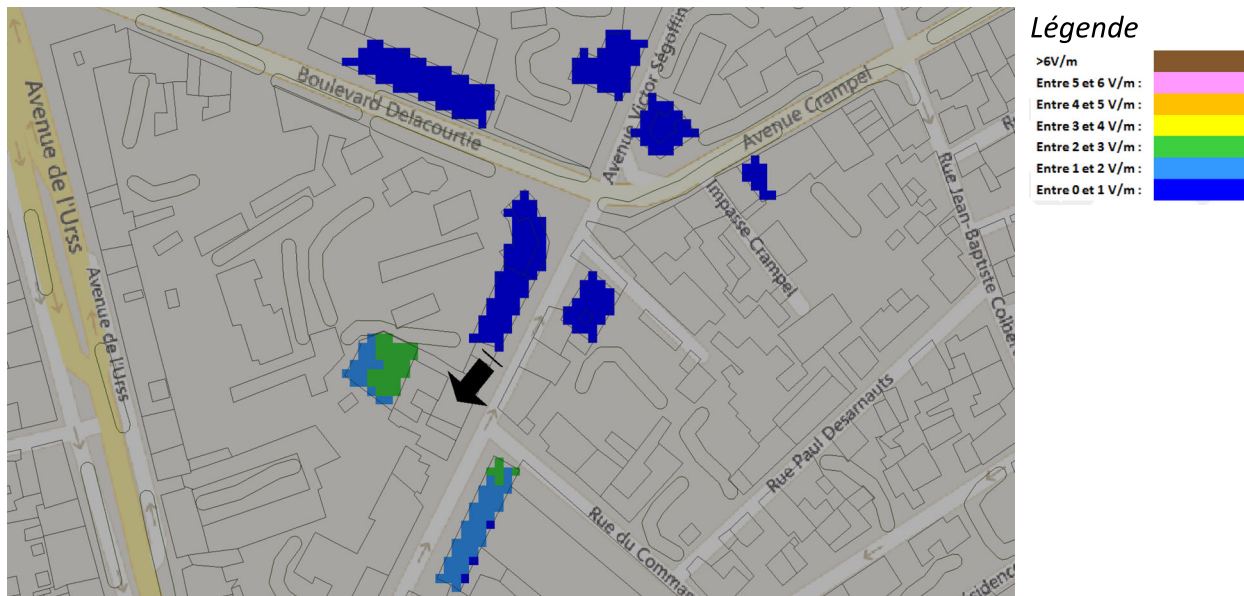 Légende
>6V/m
Entre 5 et 6 V/m :
Entre 4 et 5 V/m :
Entre 3 et 4 V/m :
Entre 2 et 3 V/m :
Entre 1 et 2 V/m :
Entre 0 et 1 V/m :
Avenue de l'Urss
Avenue de l'Urss
Boulevard Delacourtie
Avenue Victor Ségoffin
Avenue Crampel
Impasse Crampel
Rue Jean-Baptiste Colber
Rue Paul Desarnauts
Rue du Comman
ésidence